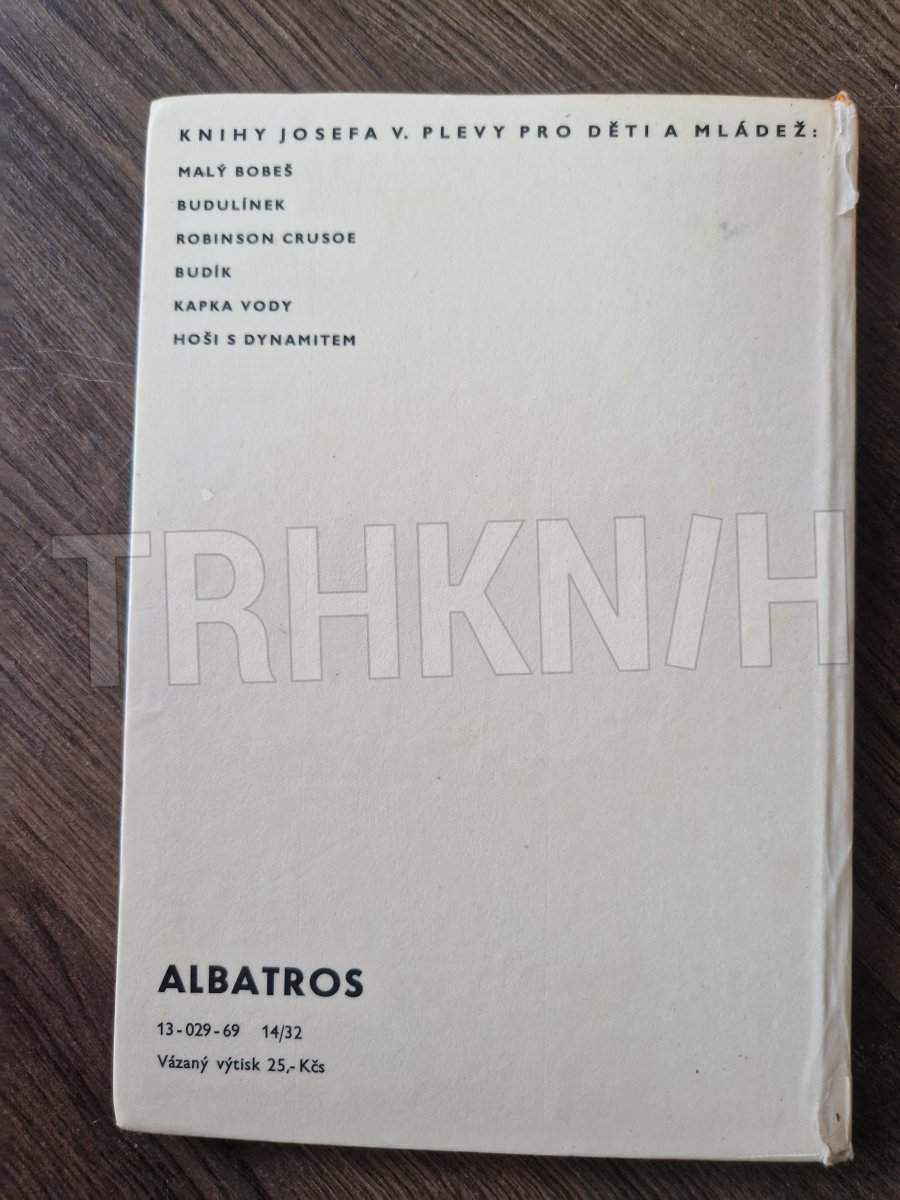 KNIHY JOSEFA V. PLEVY PRO DĚTI A MLÁDEŽ:
MALÝ BOBEŠ
BUDULÍNEK
ROBINSON CRUSOE
BUDÍK
KAPKA VODY
HOŠI S DYNAMITEM
TRHKNIH
ALBATROS
13-029-69 14/32
Vázaný výtisk 25,- Kčs